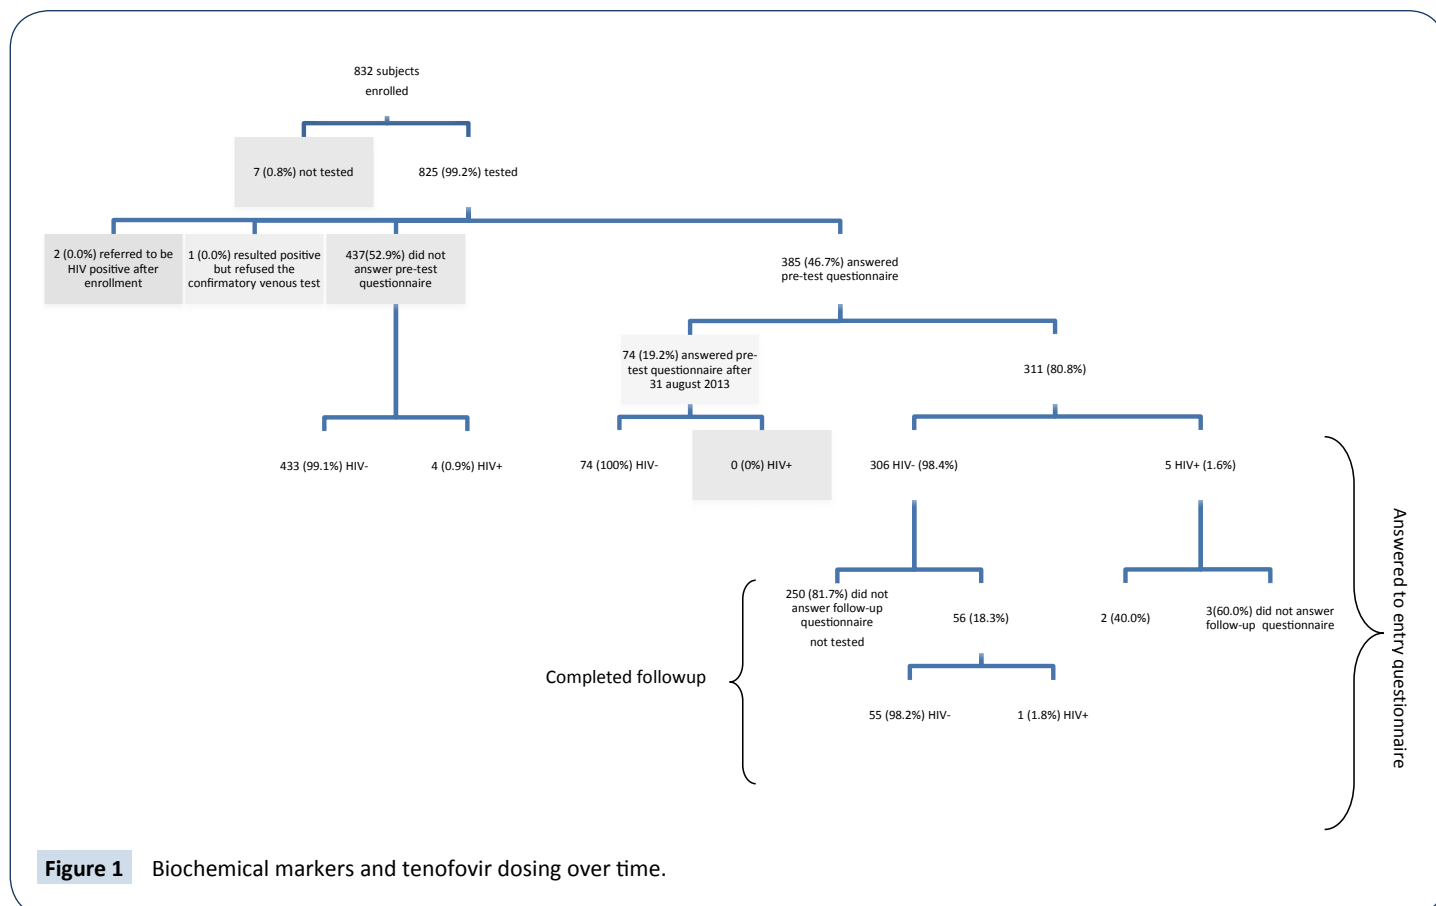 832 subjects
enrolled
7 (0.8%) not tested
825 (99.2%) tested
2 (0.0%) referred to be
HIV positive after
enrollment
1 (0.0%) resulted positive
but refused the
confirmatory venous test
437(52.9%) did not
answer pre-test
questionnaire
385 (46.7%) answered
pre-test questionnaire
74 (19.2%) answered pre-
test questionnaire after
31 august 2013
311 (80.8%)
433 (99.1%) HIV-
4 (0.9%) HIV+
74 (100%) HIV-
0 (0%) HIV+
306 HIV- (98.4%)
5 HIV+ (1.6%)
250 (81.7%) did not
answer follow-up
questionnaire
not tested
56 (18.3%)
2 (40.0%)
3(60.0%) did not answer
follow-up questionnaire
Completed followup
55 (98.2%) HIV-
1 (1.8%) HIV+
Answered to entry questionnaire
Figure 1 Biochemical markers and tenofovir dosing over time.